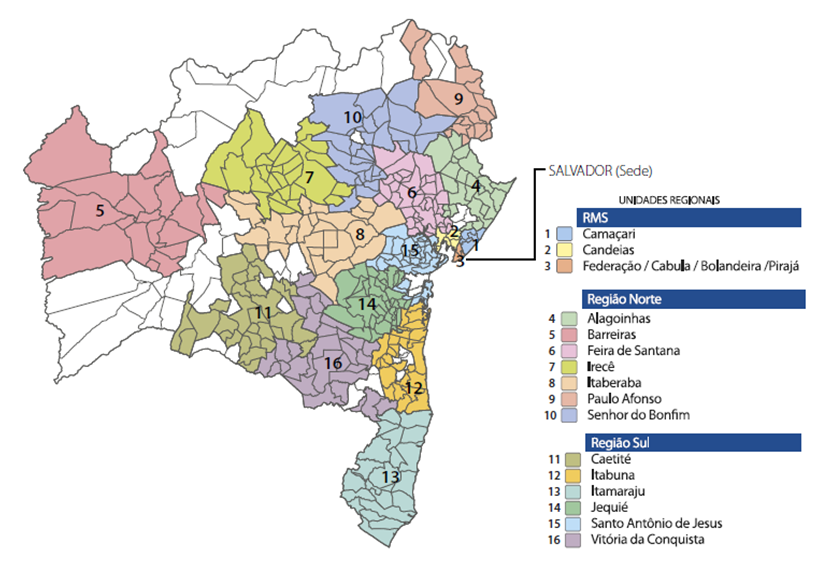 9
10
7
6
4
SALVADOR (Sede)
5
8
2
1
15
3
14
11
16
12
13
UNIDADES REGIONAIS
RMS
1 Camaçari
2 Candeias
3 Federação / Cabula / Bolandeira /Pirajá
Região Norte
4 Alagoinhas
5 Barreiras
6 Feira de Santana
7 Irecê
8 Itaberaba
9 Paulo Afonso
10 Senhor do Bonfim
Região Sul
11 Caetité
12 Itabuna
13 Itamaraju
14 Jequié
15 Santo Antônio de Jesus
16 Vitória da Conquista